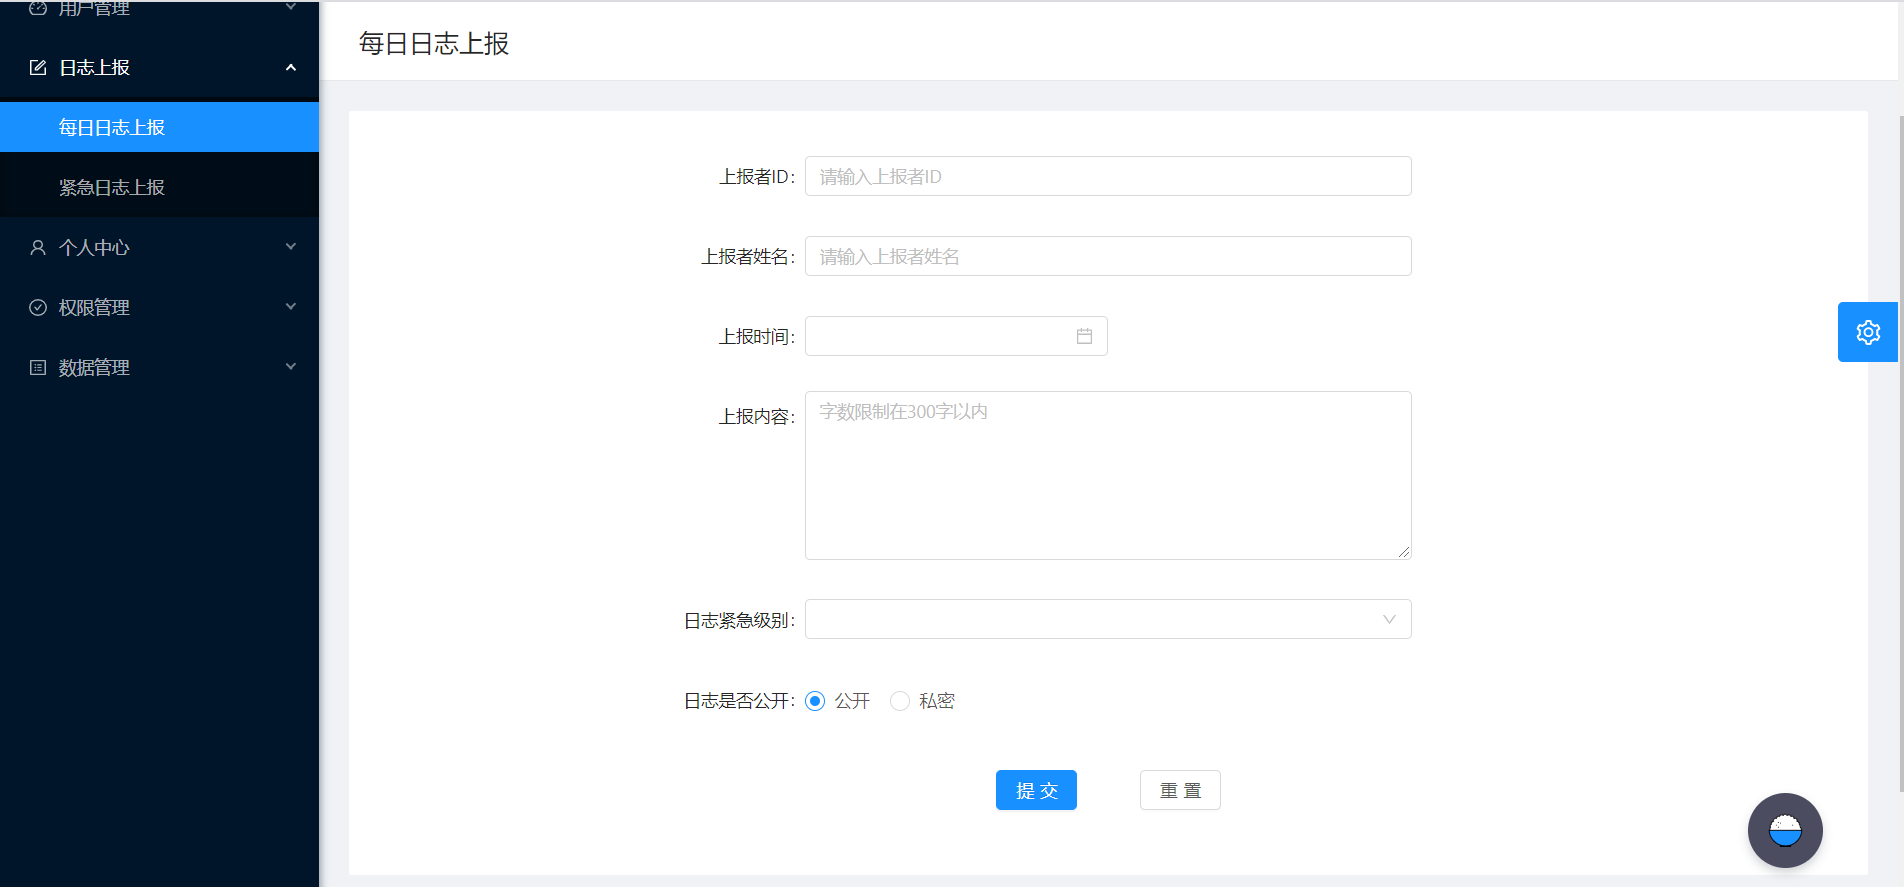 用户管理
日志上报
每日日志上报
紧急日志上报
个人中心
权限管理
数据管理
每日日志上报
上报者ID:
请输入上报者ID
上报者姓名:
请输入上报者姓名
上报时间:
上报内容:
字数限制在300字以内
日志紧急级别:
日志是否公开:
公开
私密
提 交
重 置